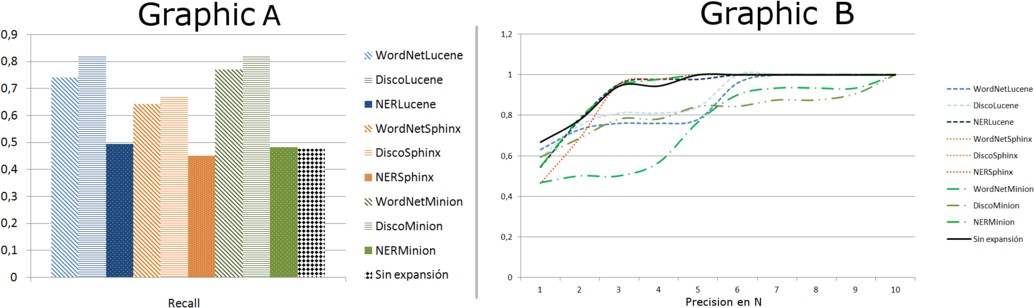 Graphic A
0,9
0,8
0,7
0,6
0,5
0,4
0,3
0,2
0,1
0
Recall
WordNetLucene
DiscoLucene
NERLucene
WordNetSphinx
DiscoSphinx
NERSphinx
WordNetMinion
DiscoMinion
NERMinion
Sin expansión
Graphic B
1,2
1
0,8
0,6
0,4
0,2
0
1 2 3 4 5 6 7 8 9 10
Precision en N
WordNetLucene
DiscoLucene
NERLucene
WordNetSphinx
DiscoSphinx
NERSphinx
WordNetMinion
DiscoMinion
NERMinion
Sin expansión